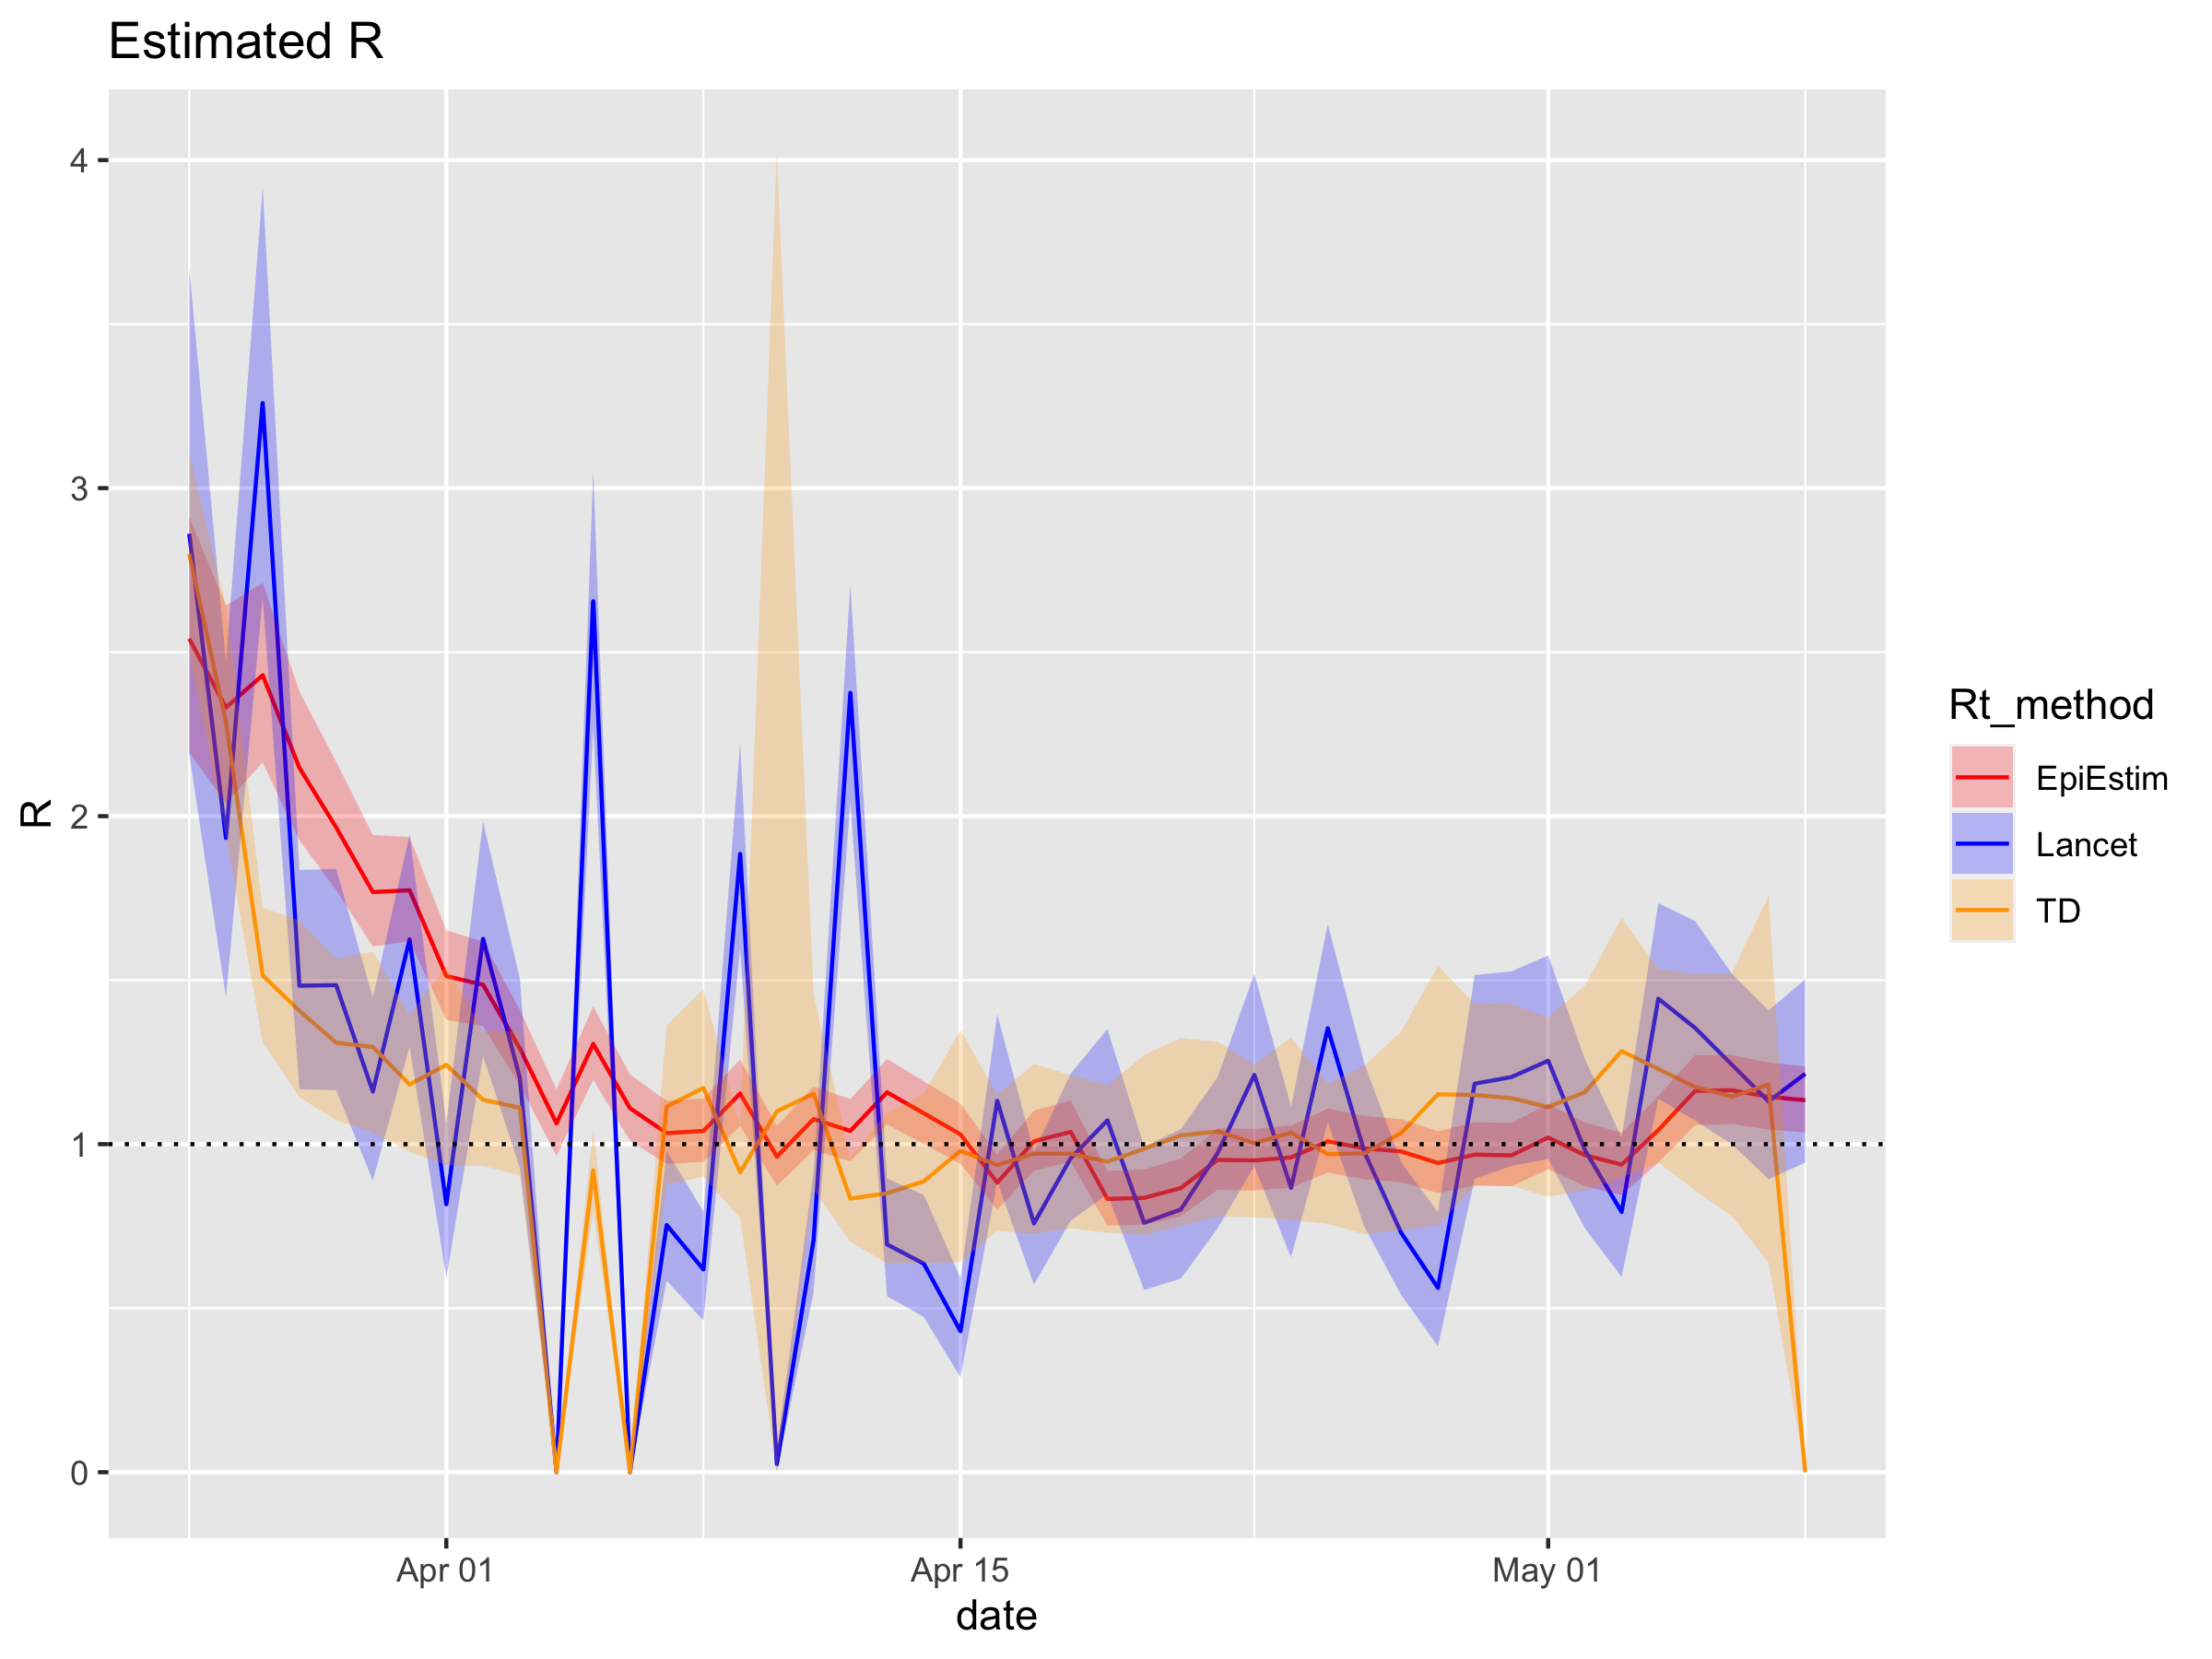 Estimated R
4
3
2
1
0
R
Apr 01
Apr 15
May 01
date
Rt_method
EpiEstim
Lancet
TD